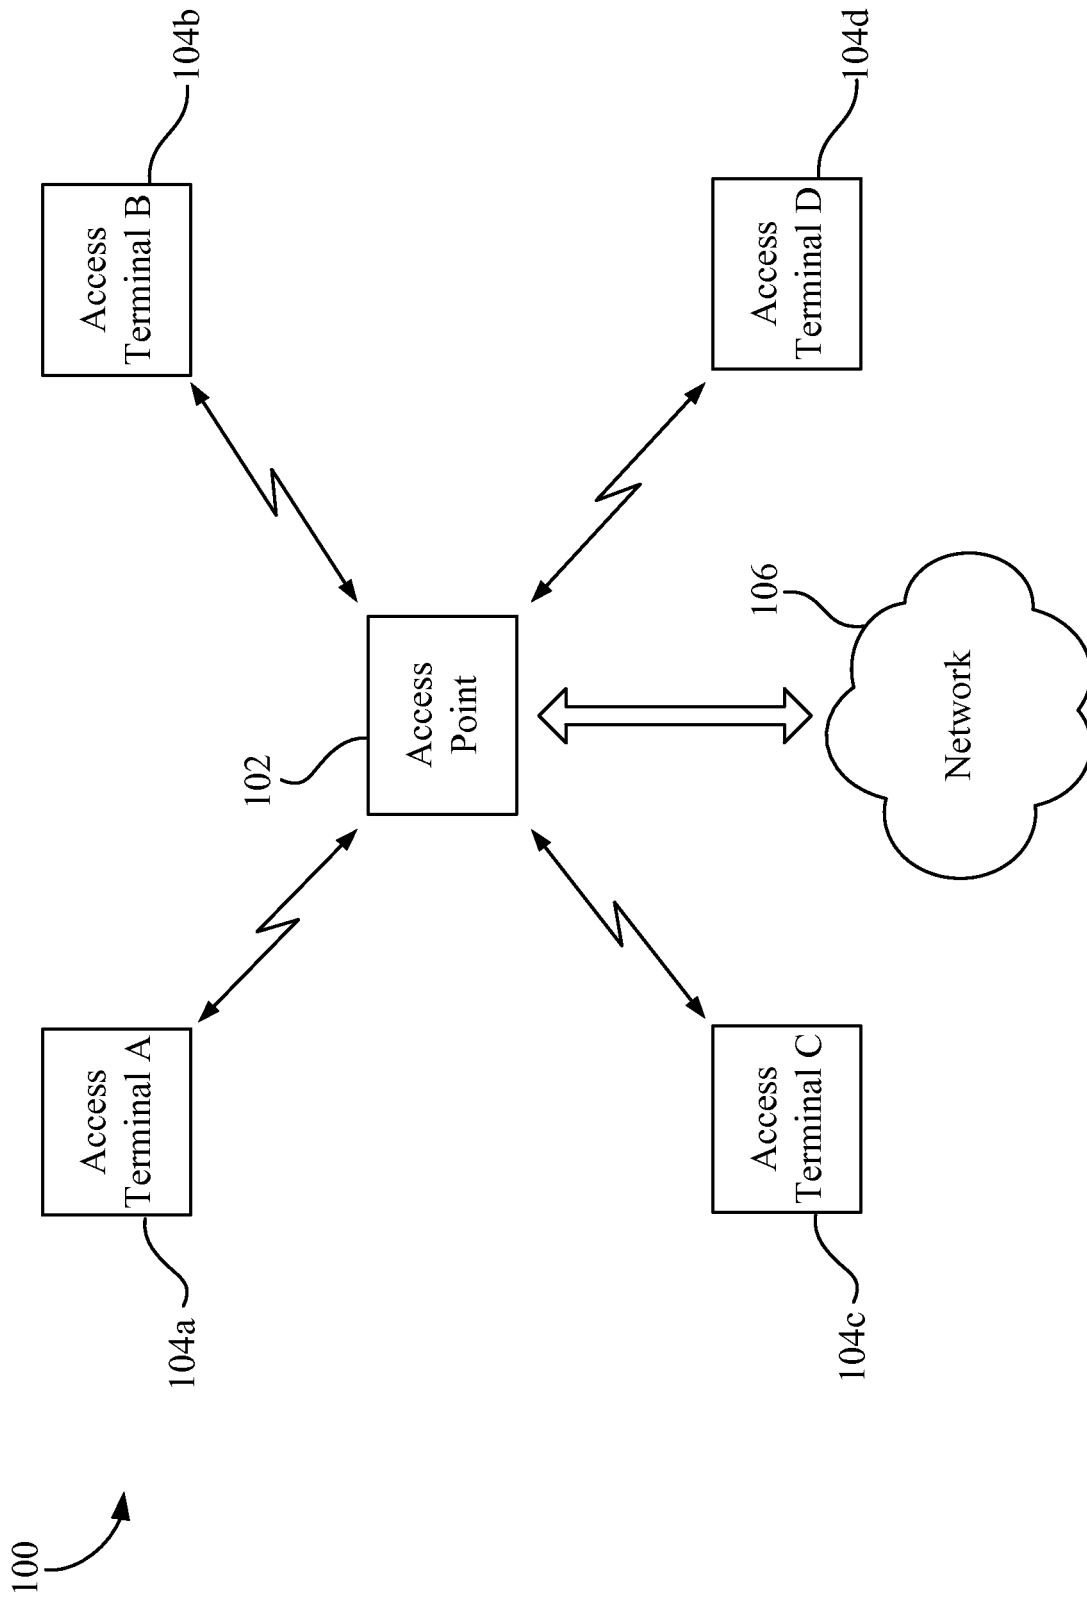 100
104a
Access
Terminal A
104b
Access
Terminal B
102
Access
Point
104c
Access
Terminal C
104d
Access
Terminal D
106
Network